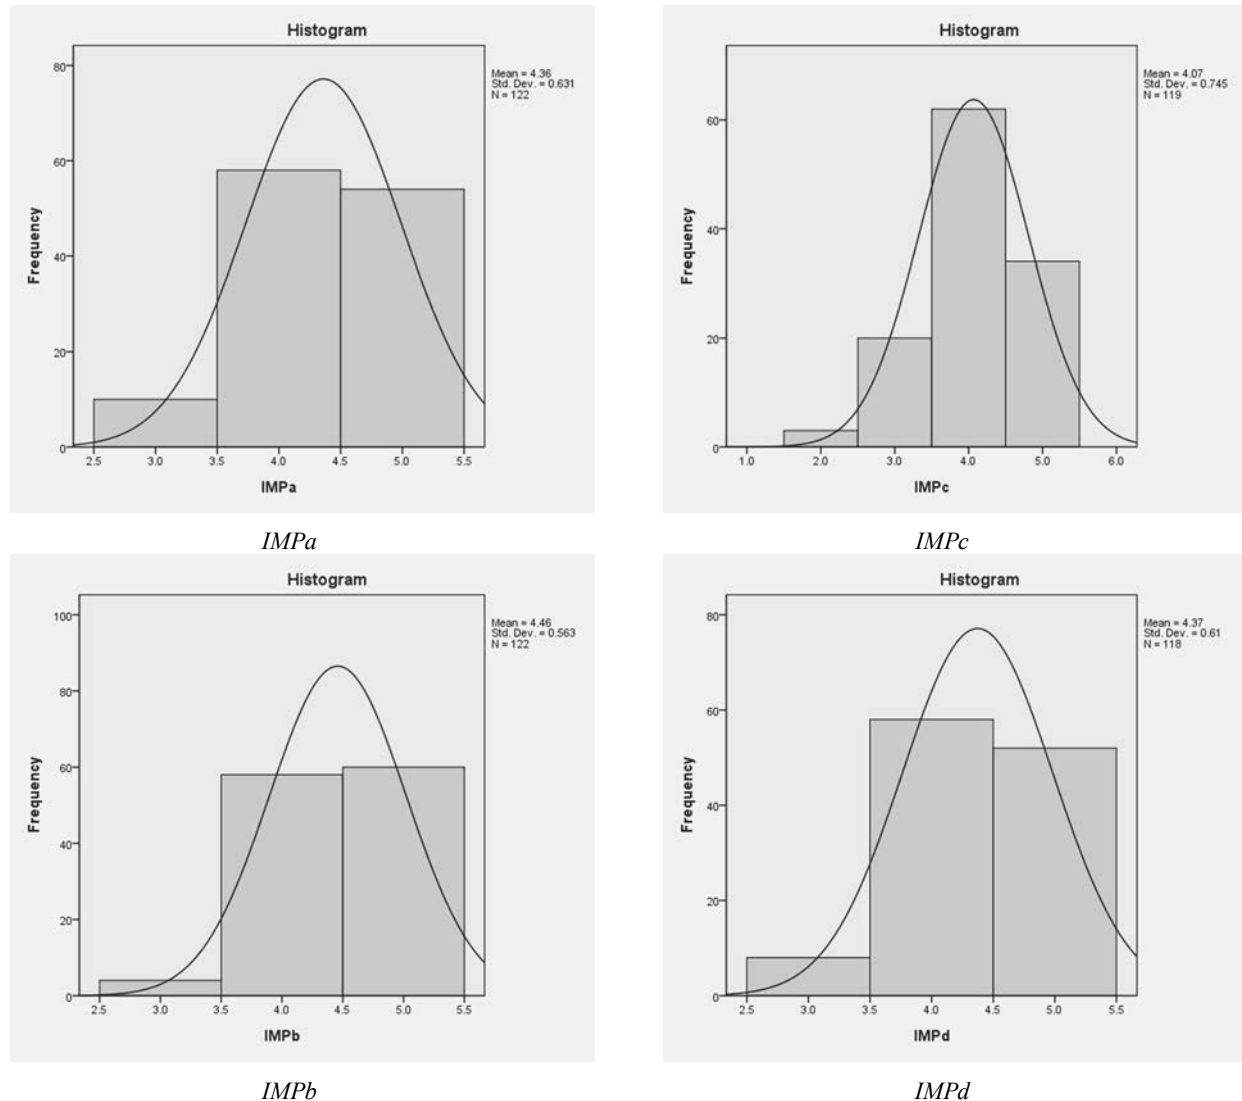 Histogram
Mean = 4.36
Std. Dev. = 0.631
N = 122
80
60
40
20
0
Frequency
2.5 3.0 3.5 4.0 4.5 5.0 5.5
IMPa
IMPa
Histogram
Mean = 4.07
Std. Dev. = 0.745
N = 119
60
40
20
0
Frequency
1.0 2.0 3.0 4.0 5.0 6.0
IMPc
IMPc
Histogram
Mean = 4.46
Std. Dev. = 0.563
N = 122
100
80
60
40
20
0
Frequency
2.5 3.0 3.5 4.0 4.5 5.0 5.5
IMPb
IMPb
Histogram
Mean = 4.37
Std. Dev. = 0.61
N = 118
80
60
40
20
0
Frequency
2.5 3.0 3.5 4.0 4.5 5.0 5.5
IMPd
IMPd